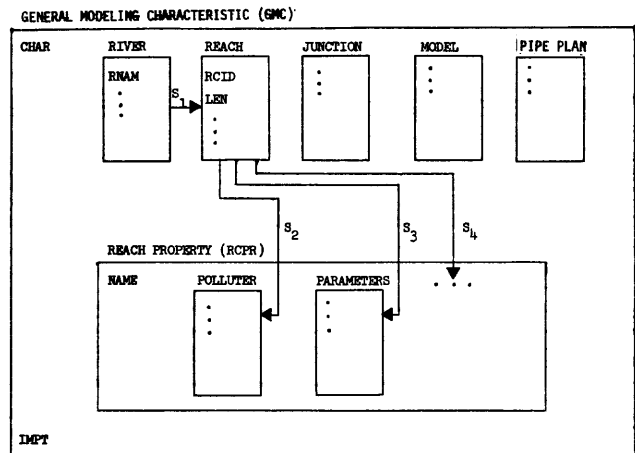 GENERAL MODELING CHARACTERISTIC (GMC)
CHAR RIVER REACH JUNCTION MODEL PIPE PLAN
RNAM RCID
S1 LEN
S2 S3 S4
REACH PROPERTY (RCPR)
NAME POLLUTER PARAMETERS . . .
IMPT